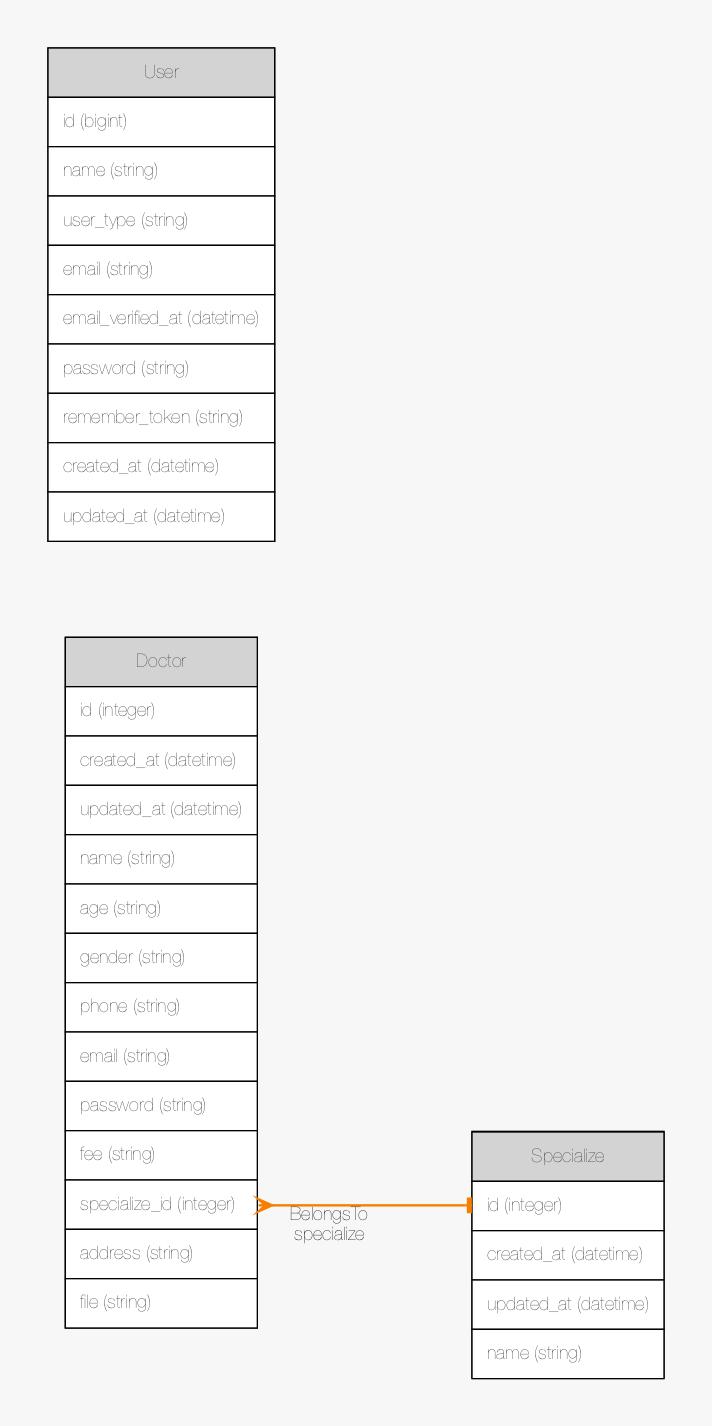 User
id (bigint)
name (string)
user_type (string)
email (string)
email_verified_at (datetime)
password (string)
remember_token (string)
created_at (datetime)
updated_at (datetime)
Doctor
id (integer)
created_at (datetime)
updated_at (datetime)
name (string)
age (string)
gender (string)
phone (string)
email (string)
password (string)
fee (string)
specialize_id (integer)
address (string)
file (string)
BelongsTo
specialize
Specialize
id (integer)
created_at (datetime)
updated_at (datetime)
name (string)